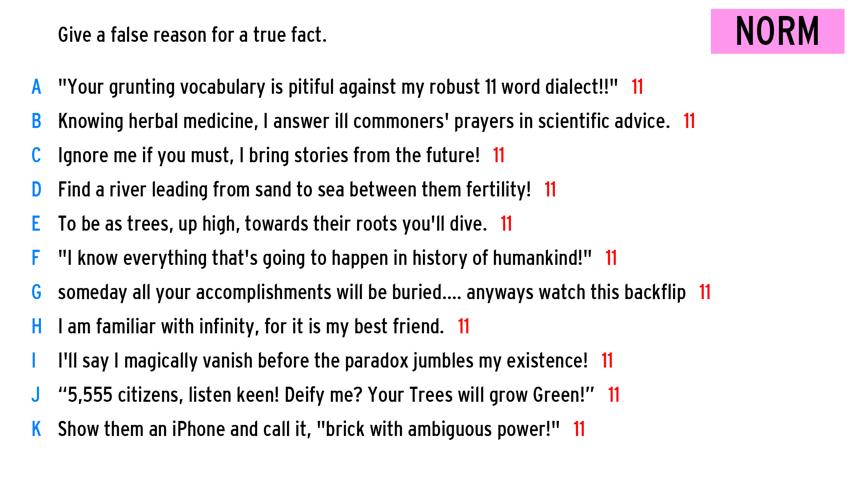 Give a false reason for a true fact.
NORM
A "Your grunting vocabulary is pitiful against my robust 11 word dialect!!" 11
B Knowing herbal medicine, I answer ill commoners' prayers in scientific advice. 11
C Ignore me if you must, I bring stories from the future! 11
D Find a river leading from sand to sea between them fertility! 11
E To be as trees, up high, towards their roots you'll dive. 11
F "I know everything that's going to happen in history of humankind!" 11
G someday all your accomplishments will be buried.... anyways watch this backflip 11
H I am familiar with infinity, for it is my best friend. 11
I I'll say I magically vanish before the paradox jumbles my existence! 11
J “5,555 citizens, listen keen! Deify me? Your Trees will grow Green!” 11
K Show them an iPhone and call it, "brick with ambiguous power!" 11